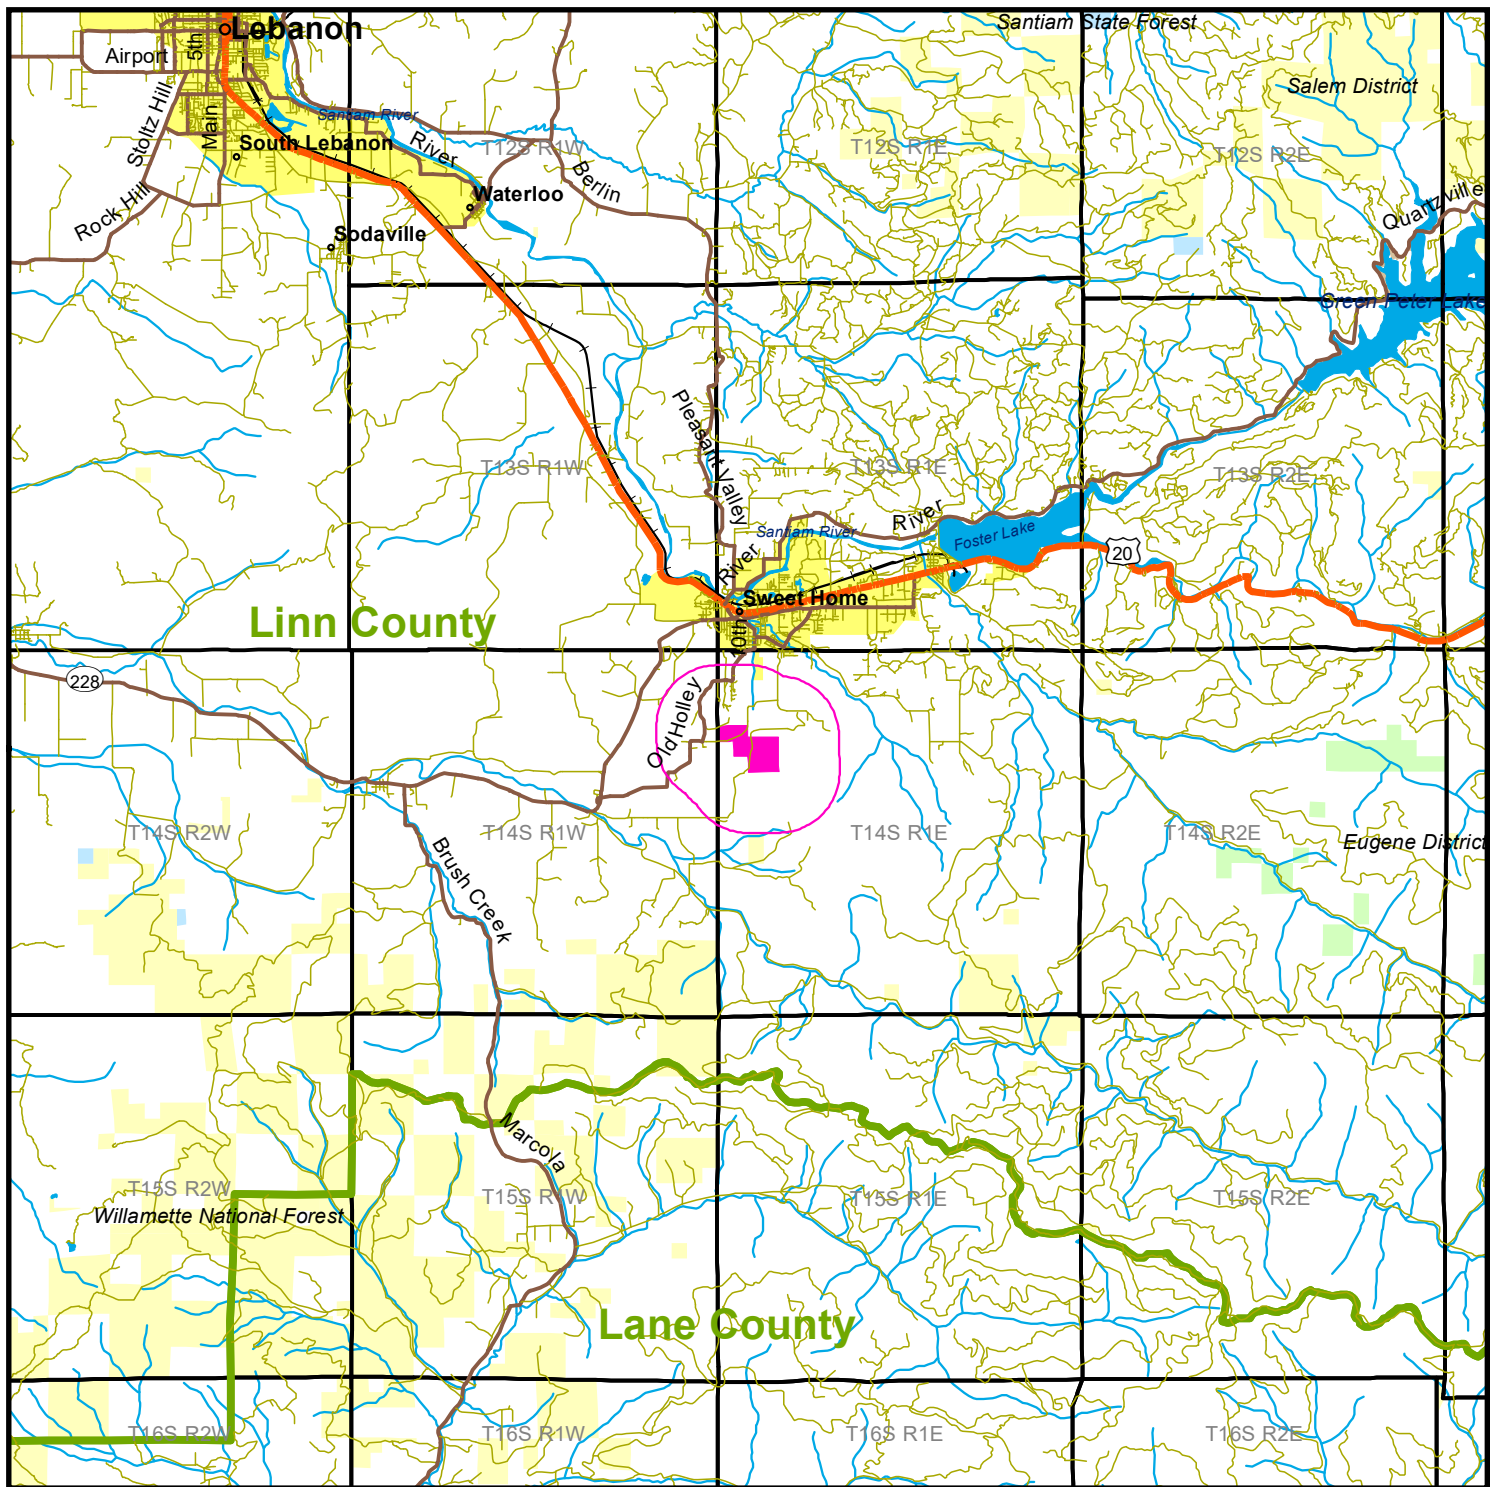 Lebanon
Santiam State Forest
5th
Airport
Salem District
Stoltz Hill
Main
Santiam River
South Lebanon
River
T12S R1W
T12S R1E
T12S R2E
Berlin
Waterloo
Rock Hill
Quartzville
Sodaville
Green Peter Lake
Pleasant Valley
T13S R1W
T13S R1E
T13S R2E
River
Santiam River
Foster Lake
20
River
Sweet Home
10th
Linn County
228
Old Holley
T14S R2W
T14S R1W
T14S R1E
T14S R2E
Eugene District
Brush Creek
Marcola
T15S R2W
T15S R1W
T15S R1E
T15S R2E
Willamette National Forest
Lane County
T16S R2W
T16S R1W
T16S R1E
T16S R2E